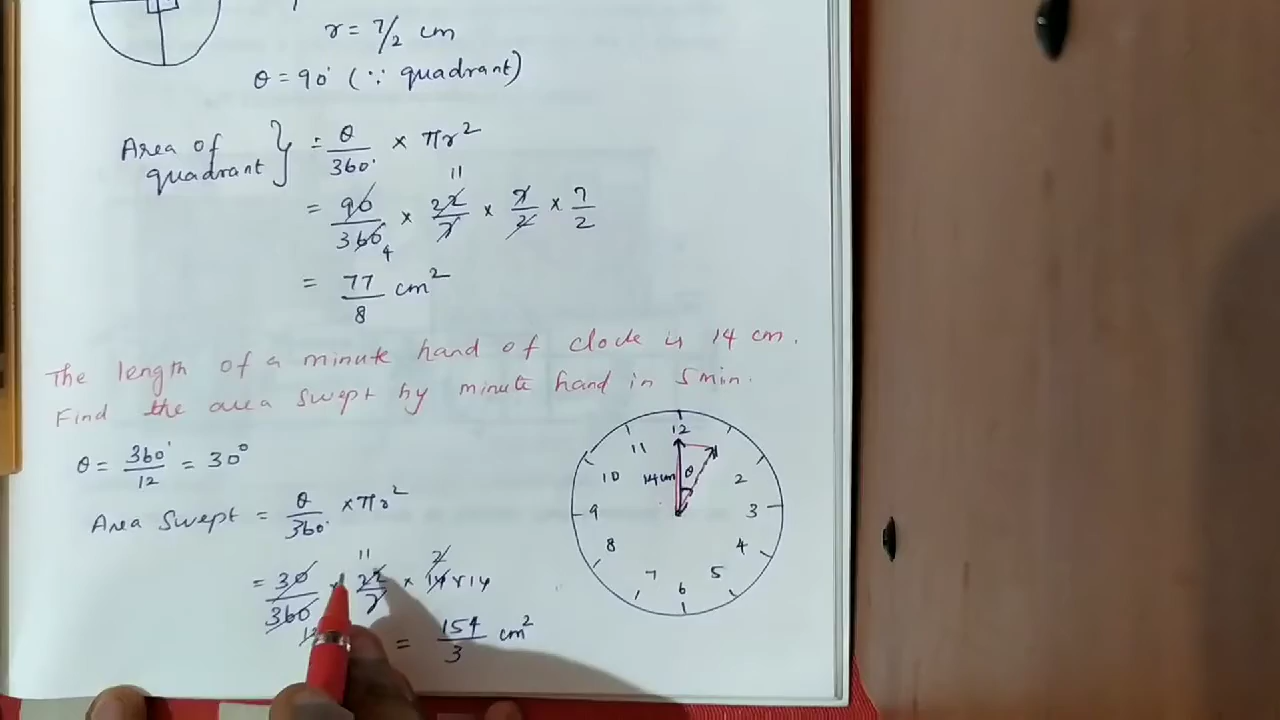 r = 7/2 cm
θ = 90° (∵ quadrant)
Area of quadrant } = θ/360° × πr²
= 90/360 4 × 22/7 11 × 7/2 × 7/2
= 77/8 cm²
The length of a minute hand of clock is 14 cm.
Find the area swept by minute hand in 5 min.
θ = 360°/12 = 30°
Area Swept = θ/360° × πr²
= 30/360 12 22/7 11 × 14 2 × 14
= 154/3 cm²
12
11
10
14cm
θ
2
9
3
8
4
7
5
6